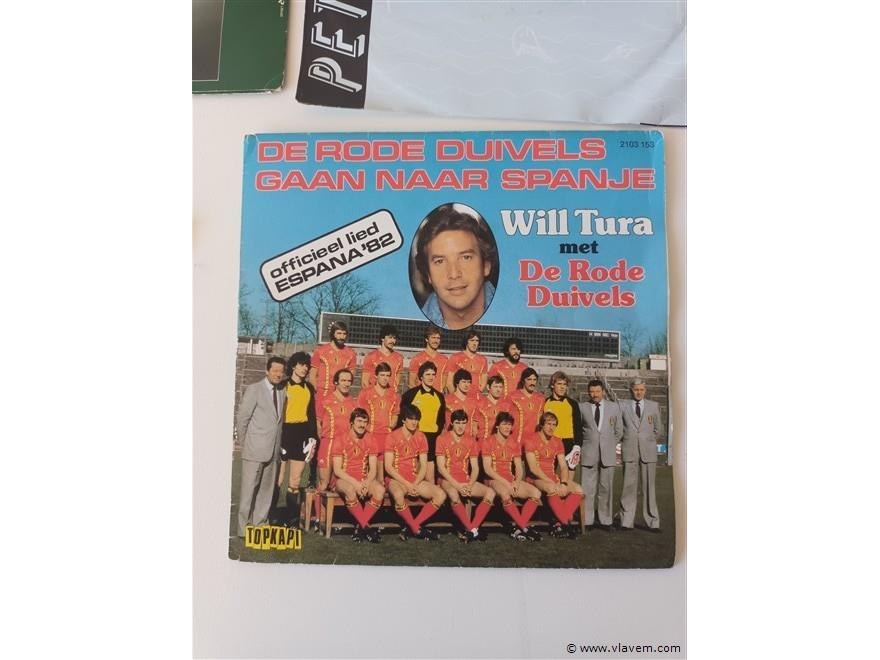 PET
DE RODE DUIVELS
2103 153
GAAN NAAR SPANJE
officieel lied
ESPANA '82
Will Tura
met
De Rode
Duivels
TOPKAPI
© www.vlavem.com